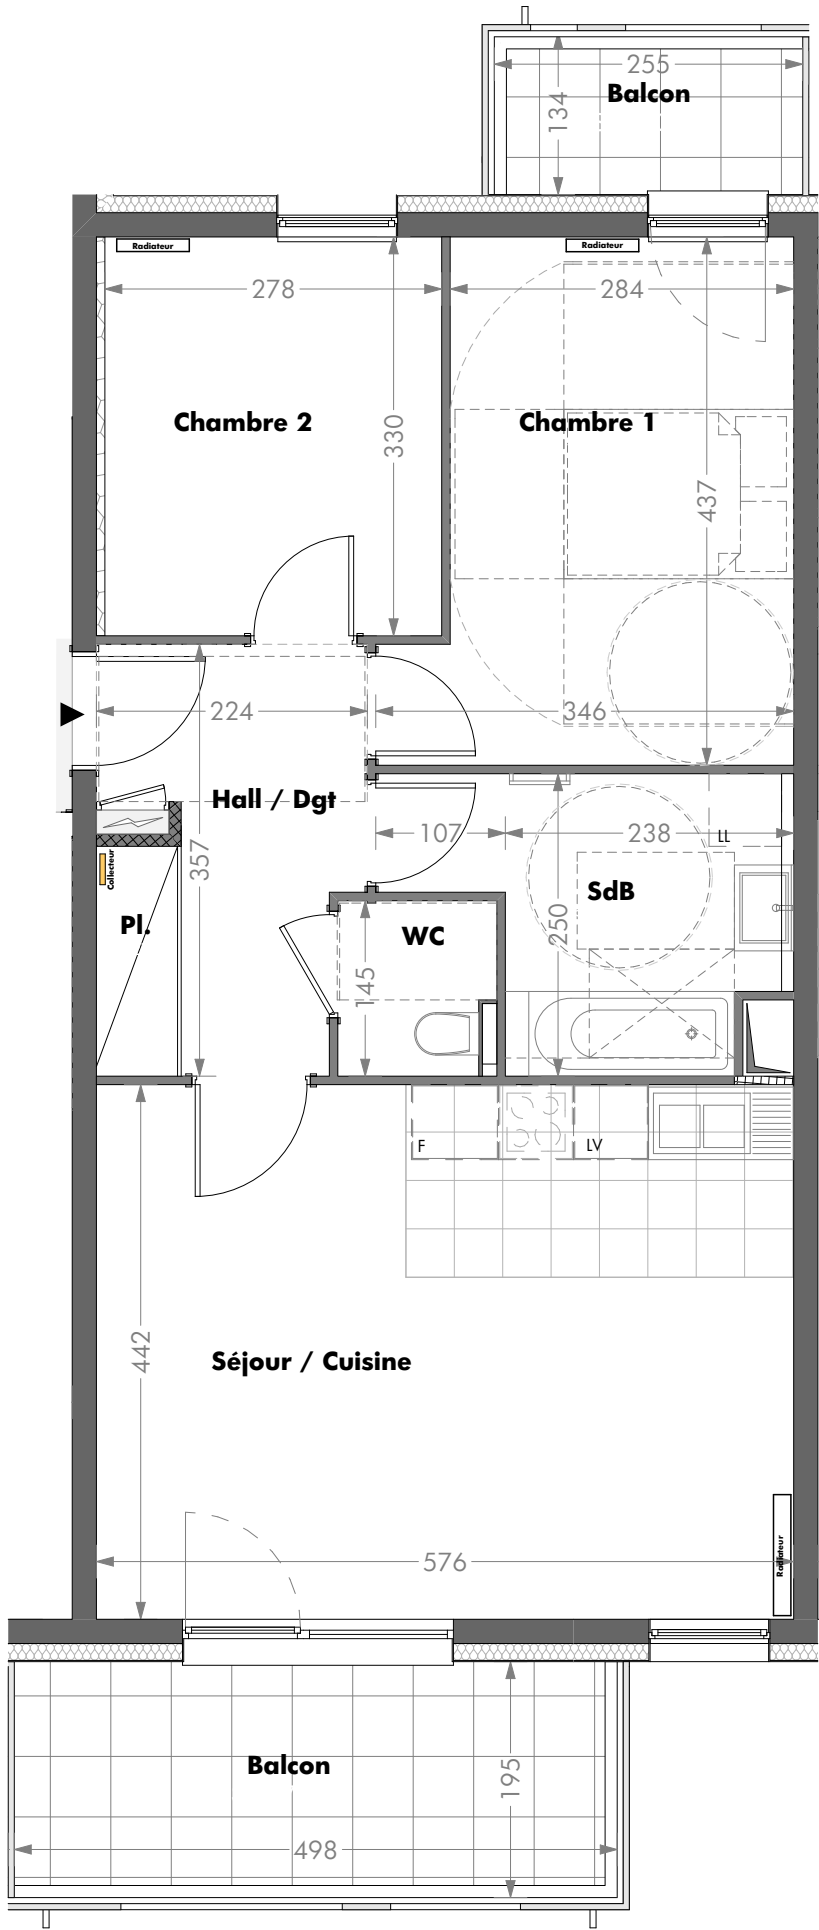 255
Balcon
134
Radiateur
Radiateur
278
284
Chambre 2
Chambre 1
330
437
224
346
Hall / Dgt
107
238
LL
357
Collecteur
SdB
Pl.
WC
250
145
F
LV
442
Séjour / Cuisine
Radiateur
576
Balcon
195
498